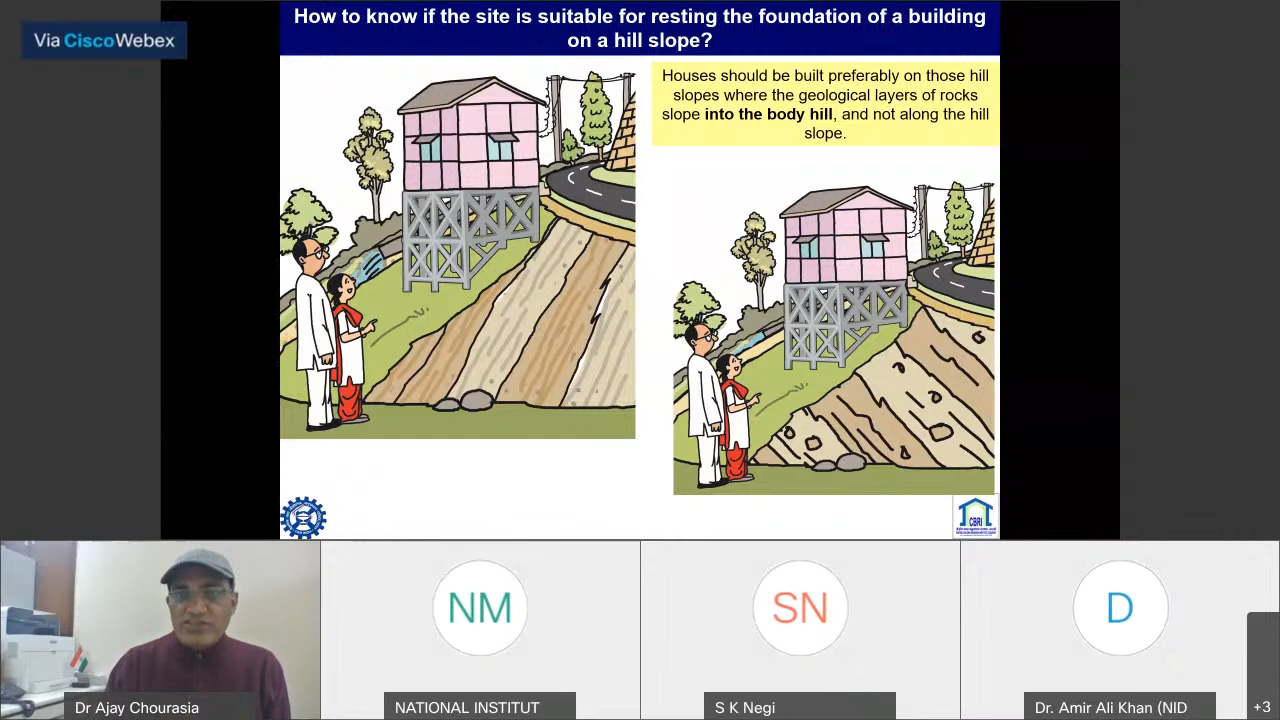 How to know if the site is suitable for resting the foundation of a building
on a hill slope?
Via CiscoWebex
Houses should be built preferably on those hill
slopes where the geological layers of rocks
slope into the body hill, and not along the hill
slope.
CBRI
NM
SN
D
Dr Ajay Chourasia
NATIONAL INSTITUT
S K Negi
Dr. Amir Ali Khan (NID
+3